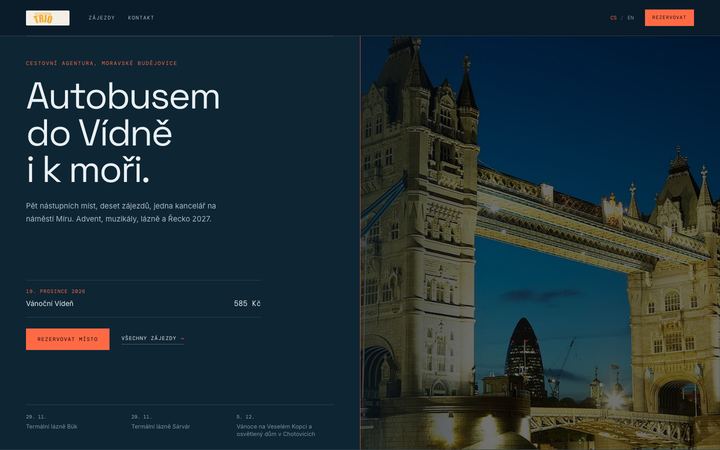 TRIO
ZÁJEZDY
KONTAKT
CS / EN
REZERVOVAT
CESTOVNÍ AGENTURA, MORAVSKÉ BUDĚJOVICE
Autobusem
do Vídně
i k moři.
Pět nástupních míst, deset zájezdů, jedna kancelář na
náměstí Míru. Advent, muzikály, lázně a Řecko 2027.
19. PROSINCE 2026
Vánoční Vídeň
585 Kč
REZERVOVAT MÍSTO
VŠECHNY ZÁJEZDY →
29. 11.
Termální lázně Bük
29. 11.
Termální lázně Sárvár
5. 12.
Vánoce na Veselém Kopci a
osvětlený dům v Chotovicích